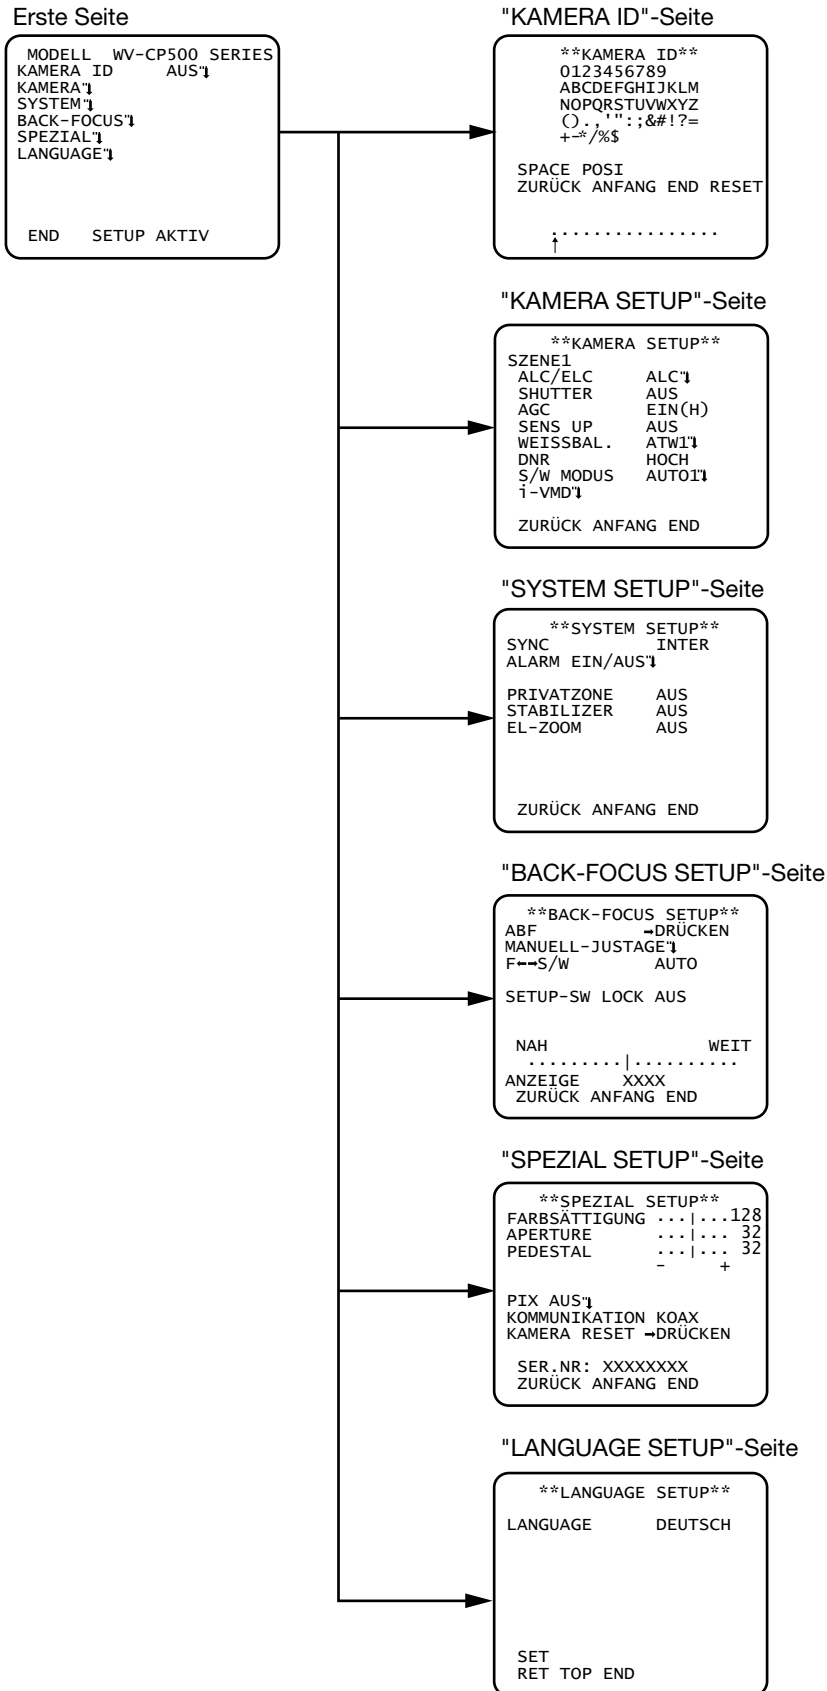 Erste Seite
MODELL WV-CP500 SERIES
KAMERA ID AUS
KAMERA
SYSTEM
BACK-FOCUS
SPEZIAL
LANGUAGE
END SETUP AKTIV
"KAMERA ID"-Seite
**KAMERA ID**
0123456789
ABCDEFGHIJKLM
NOPQRSTUVWXYZ
().,'":;&#!?=
+-*/%$
SPACE POSI
ZURÜCK ANFANG END RESET
................
↑
"KAMERA SETUP"-Seite
**KAMERA SETUP**
SZENE1
ALC/ELC ALC
SHUTTER AUS
AGC EIN(H)
SENS UP AUS
WEISSBAL. ATW1
DNR HOCH
S/W MODUS AUTO1
i-VMD
ZURÜCK ANFANG END
"SYSTEM SETUP"-Seite
**SYSTEM SETUP**
SYNC INTER
ALARM EIN/AUS
PRIVATZONE AUS
STABILIZER AUS
EL-ZOOM AUS
ZURÜCK ANFANG END
"BACK-FOCUS SETUP"-Seite
**BACK-FOCUS SETUP**
ABF →DRÜCKEN
MANUELL-JUSTAGE
F←→S/W AUTO
SETUP-SW LOCK AUS
NAH WEIT
.........|..........
ANZEIGE XXXX
ZURÜCK ANFANG END
"SPEZIAL SETUP"-Seite
**SPEZIAL SETUP**
FARBSÄTTIGUNG ...|...128
APERTURE ...|... 32
PEDESTAL ...|... 32
- +
PIX AUS
KOMMUNIKATION KOAX
KAMERA RESET →DRÜCKEN
SER.NR: XXXXXXXX
ZURÜCK ANFANG END
"LANGUAGE SETUP"-Seite
**LANGUAGE SETUP**
LANGUAGE DEUTSCH
SET
RET TOP END